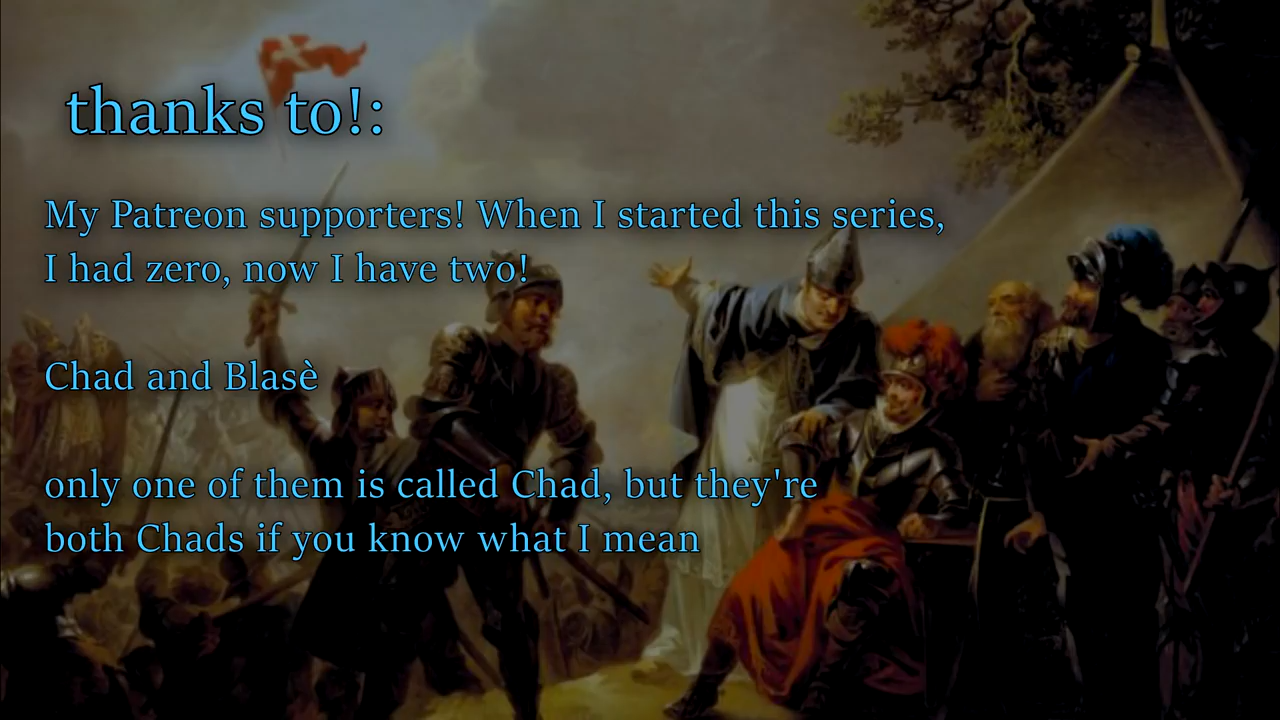 thanks to!:
My Patreon supporters! When I started this series,
I had zero, now I have two!
Chad and Blasè
only one of them is called Chad, but they're
both Chads if you know what I mean